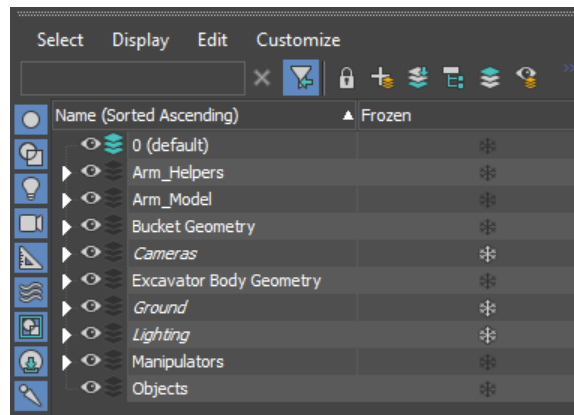 Select Display Edit Customize
Name (Sorted Ascending) Frozen
0 (default)
Arm_Helpers
Arm_Model
Bucket Geometry
Cameras
Excavator Body Geometry
Ground
Lighting
Manipulators
Objects